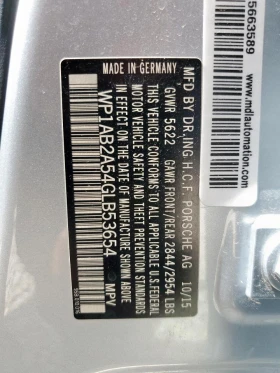 MADE IN GERMANY
MFD BY DR.ING H.C.F. PORSCHE AG 10/15
GVWR 5622 GAWR FRONT/REAR 2844/2954 LBS
THIS VEHICLE CONFORMS TO ALL APPLICABLE U.S. FEDERAL
MOTOR VEHICLE SAFETY AND THEFT PREVENTION STANDARDS
IN EFFECT ON THE DATE OF MANUFACTURE SHOWN ABOVE
WP1AB2A54GLB53654 MPV
5663589
www.mdlautomation.com